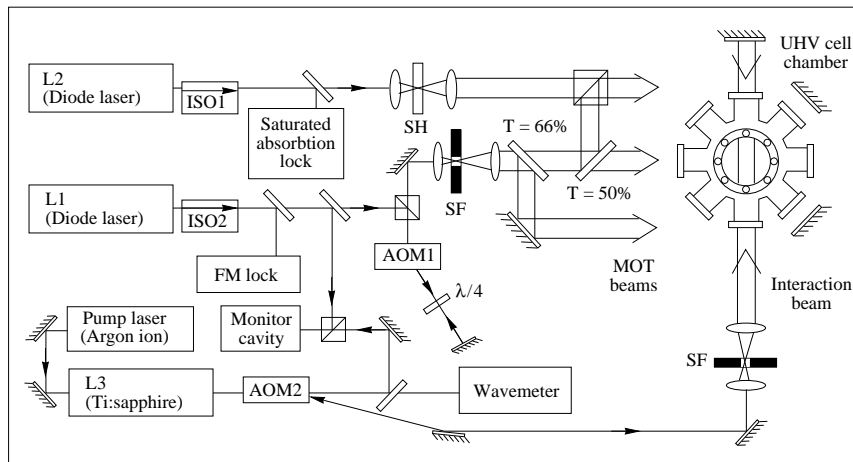 L2
(Diode laser)
ISO1
Saturated
absorbtion
lock
SH
T = 66%
T = 50%
UHV cell
chamber
L1
(Diode laser)
ISO2
FM lock
SF
AOM1
λ/4
MOT
beams
Interaction
beam
Pump laser
(Argon ion)
Monitor
cavity
L3
(Ti:sapphire)
AOM2
Wavemeter
SF